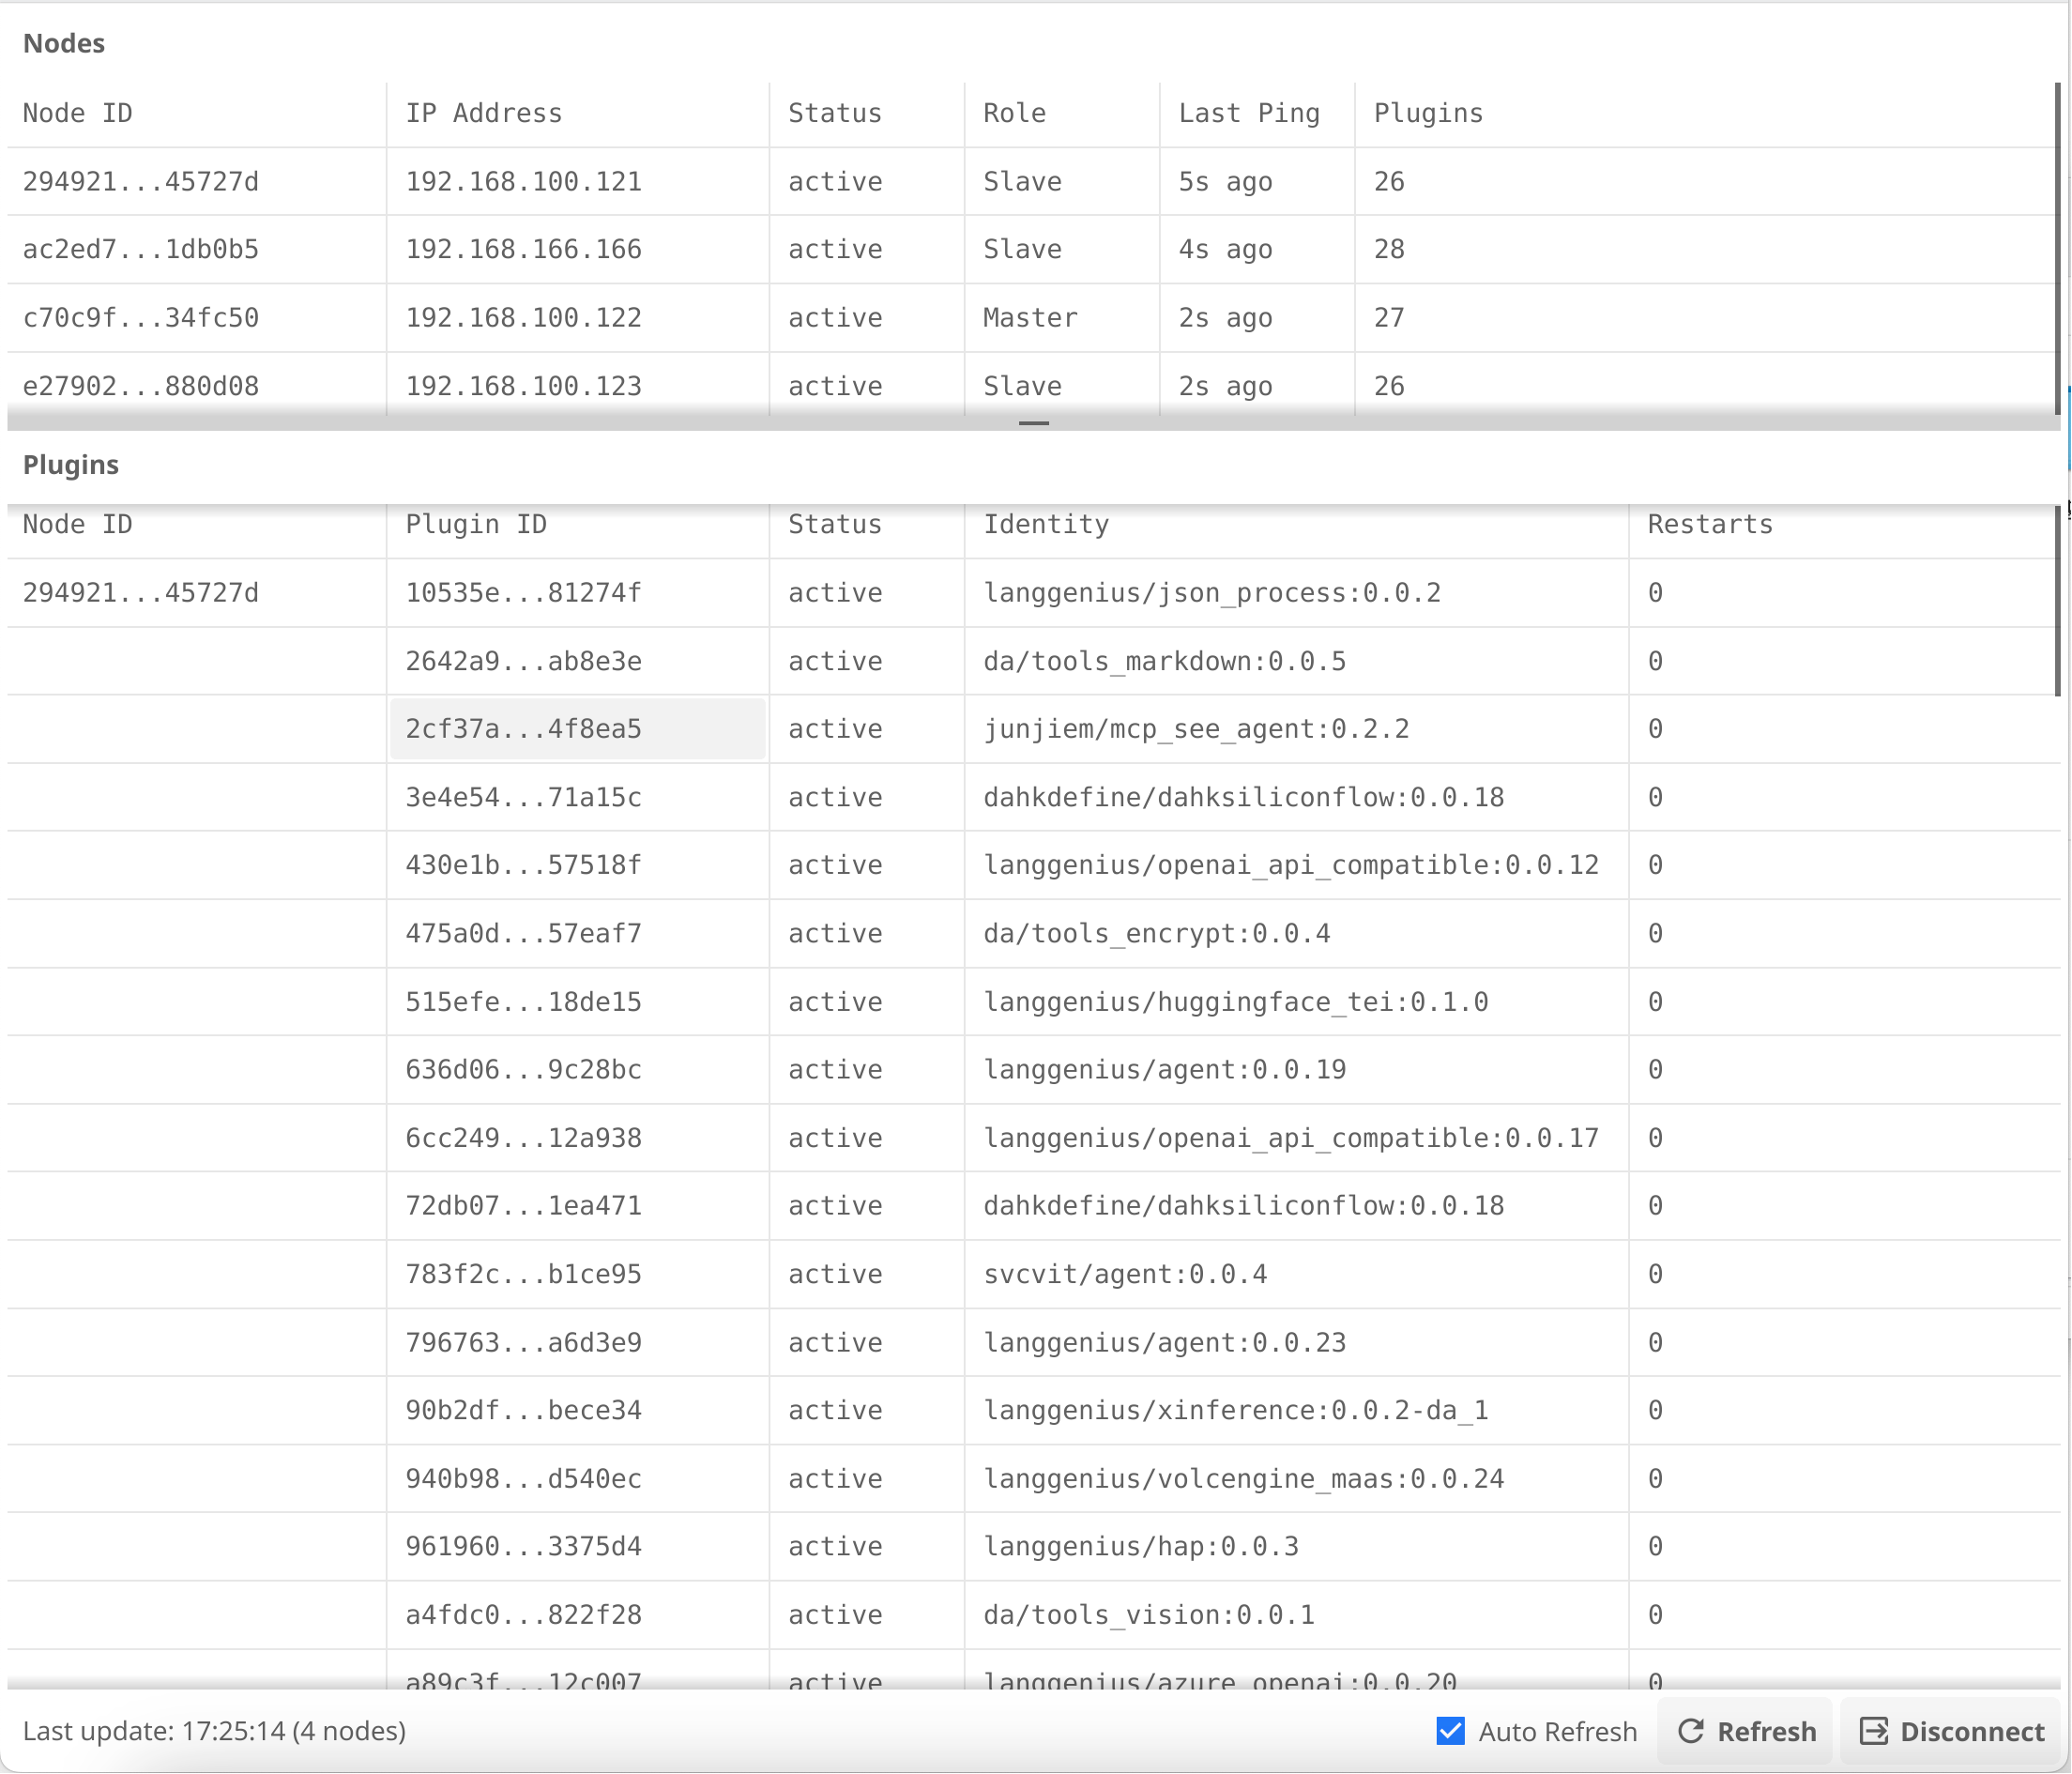 Nodes
Node ID IP Address Status Role Last Ping Plugins
294921...45727d 192.168.100.121 active Slave 5s ago 26
ac2ed7...1db0b5 192.168.166.166 active Slave 4s ago 28
c70c9f...34fc50 192.168.100.122 active Master 2s ago 27
e27902...880d08 192.168.100.123 active Slave 2s ago 26
Plugins
Node ID Plugin ID Status Identity Restarts
294921...45727d 10535e...81274f active langgenius/json_process:0.0.2 0
2642a9...ab8e3e active da/tools_markdown:0.0.5 0
2cf37a...4f8ea5 active junjiem/mcp_see_agent:0.2.2 0
3e4e54...71a15c active dahkdefine/dahksiliconflow:0.0.18 0
430e1b...57518f active langgenius/openai_api_compatible:0.0.12 0
475a0d...57eaf7 active da/tools_encrypt:0.0.4 0
515efe...18de15 active langgenius/huggingface_tei:0.1.0 0
636d06...9c28bc active langgenius/agent:0.0.19 0
6cc249...12a938 active langgenius/openai_api_compatible:0.0.17 0
72db07...1ea471 active dahkdefine/dahksiliconflow:0.0.18 0
783f2c...b1ce95 active svcvit/agent:0.0.4 0
796763...a6d3e9 active langgenius/agent:0.0.23 0
90b2df...bece34 active langgenius/xinference:0.0.2-da_1 0
940b98...d540ec active langgenius/volcengine_maas:0.0.24 0
961960...3375d4 active langgenius/hap:0.0.3 0
a4fdc0...822f28 active da/tools_vision:0.0.1 0
a89c3f...12c007 active langgenius/azure_openai:0.0.20 0
Last update: 17:25:14 (4 nodes) Auto Refresh Refresh Disconnect